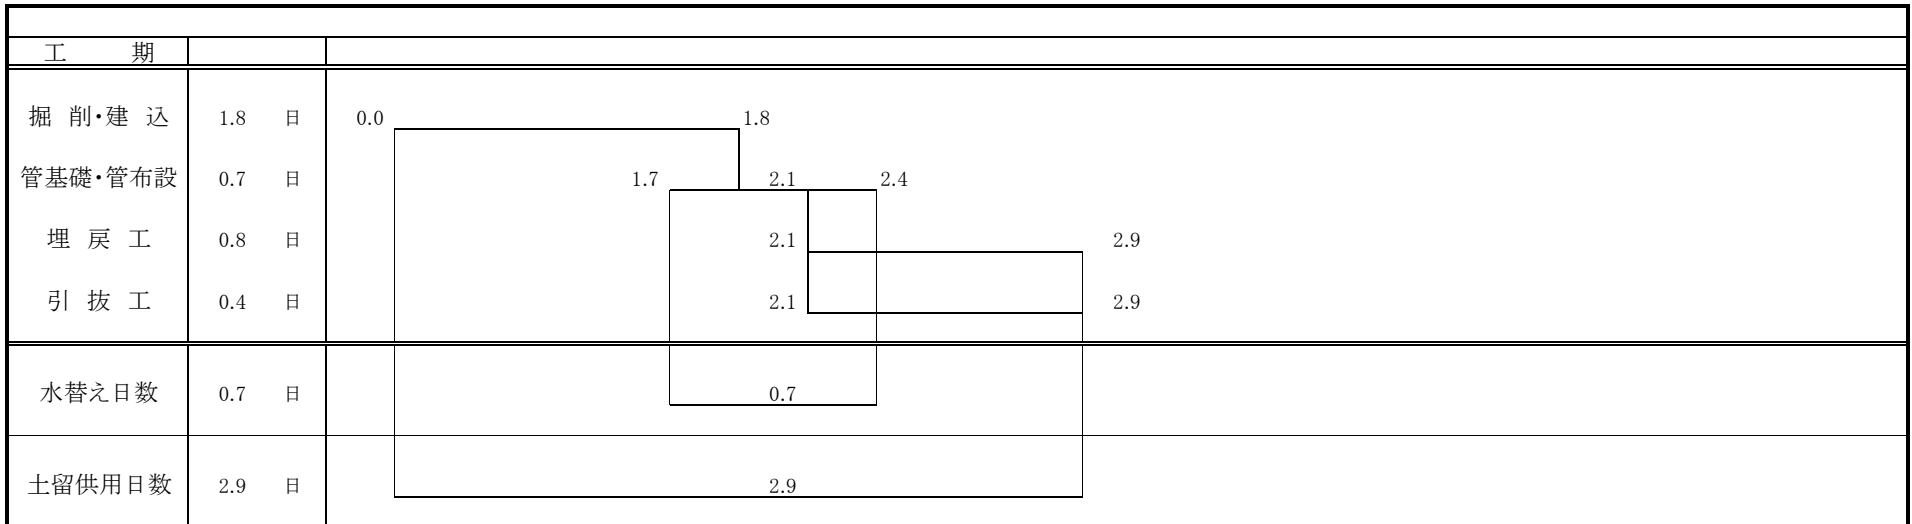 工 期
掘 削・建 込 1.8 日 0.0 1.8
管基礎・管布設 0.7 日 1.7 2.1 2.4
埋 戻 工 0.8 日 2.1 2.9
引 抜 工 0.4 日 2.1 2.9
水替え日数 0.7 日 0.7
土留供用日数 2.9 日 2.9